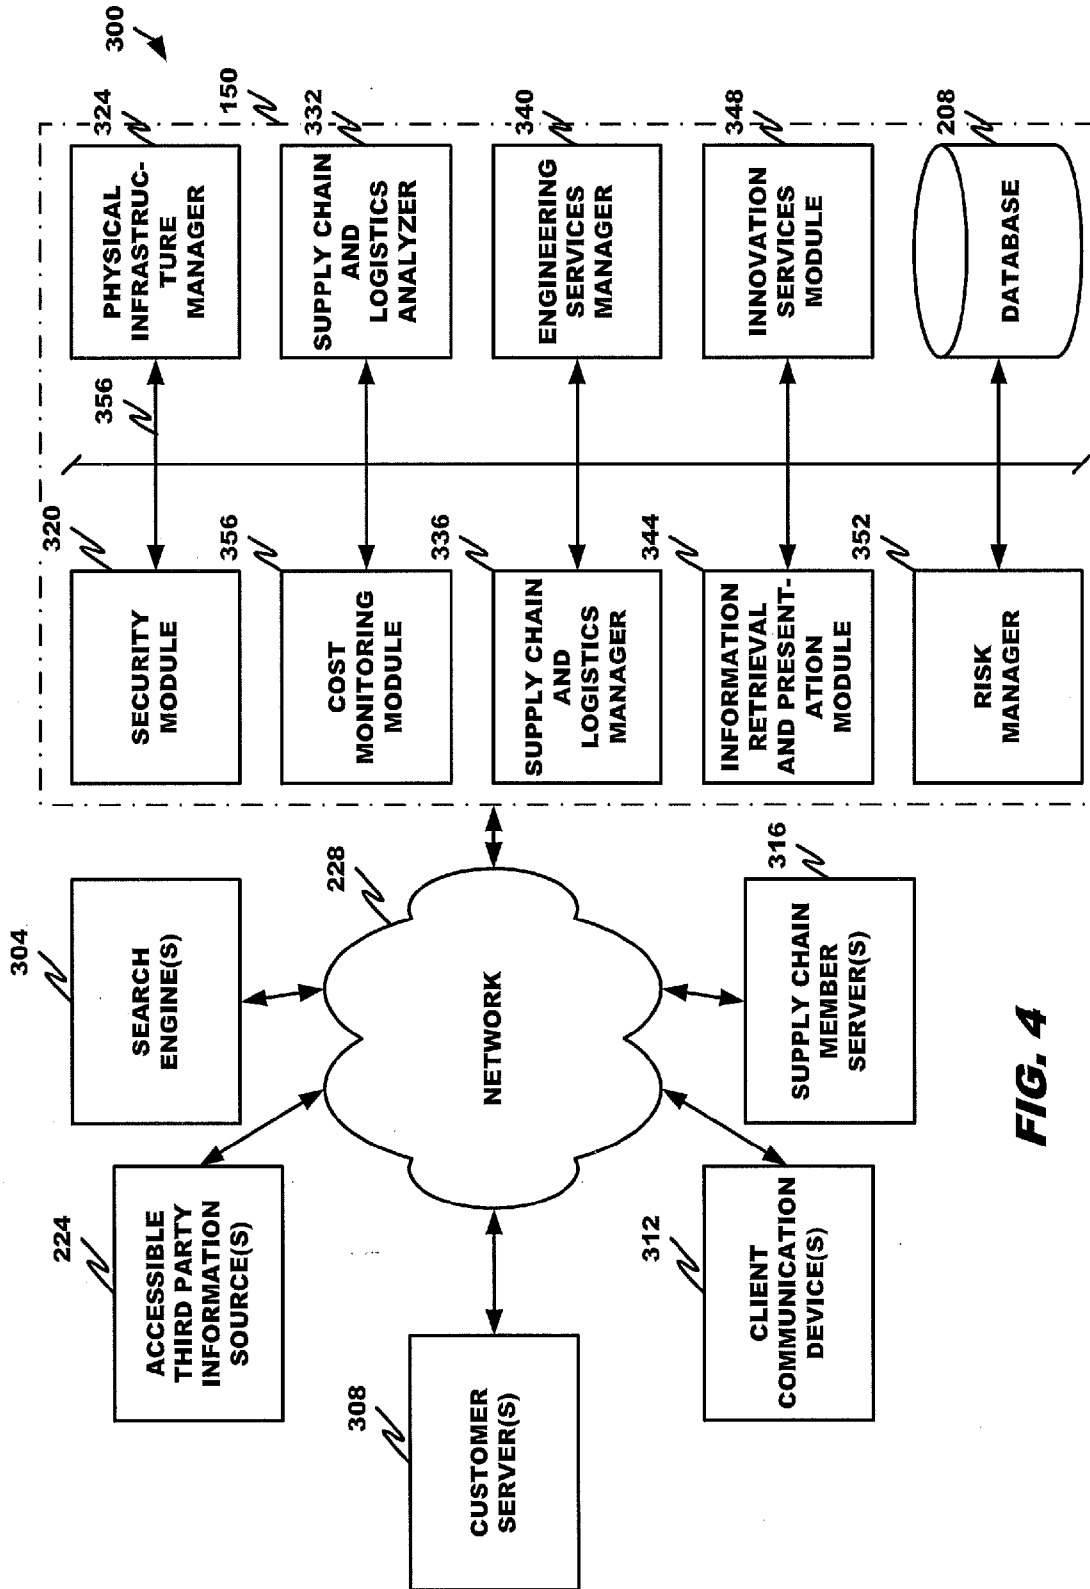 300
150
304
SEARCH
ENGINE(S)
224
ACCESSIBLE
THIRD PARTY
INFORMATION
SOURCE(S)
308
CUSTOMER
SERVER(S)
228
NETWORK
312
CLIENT
COMMUNICATION
DEVICE(S)
316
SUPPLY CHAIN
MEMBER
SERVER(S)
320
SECURITY
MODULE
356
324
PHYSICAL
INFRASTRUC-
TURE
MANAGER
356
COST
MONITORING
MODULE
332
SUPPLY CHAIN
AND
LOGISTICS
ANALYZER
336
SUPPLY CHAIN
AND
LOGISTICS
MANAGER
340
ENGINEERING
SERVICES
MANAGER
344
INFORMATION
RETRIEVAL
AND PRESENT-
ATION
MODULE
348
INNOVATION
SERVICES
MODULE
352
RISK
MANAGER
208
DATABASE
FIG. 4